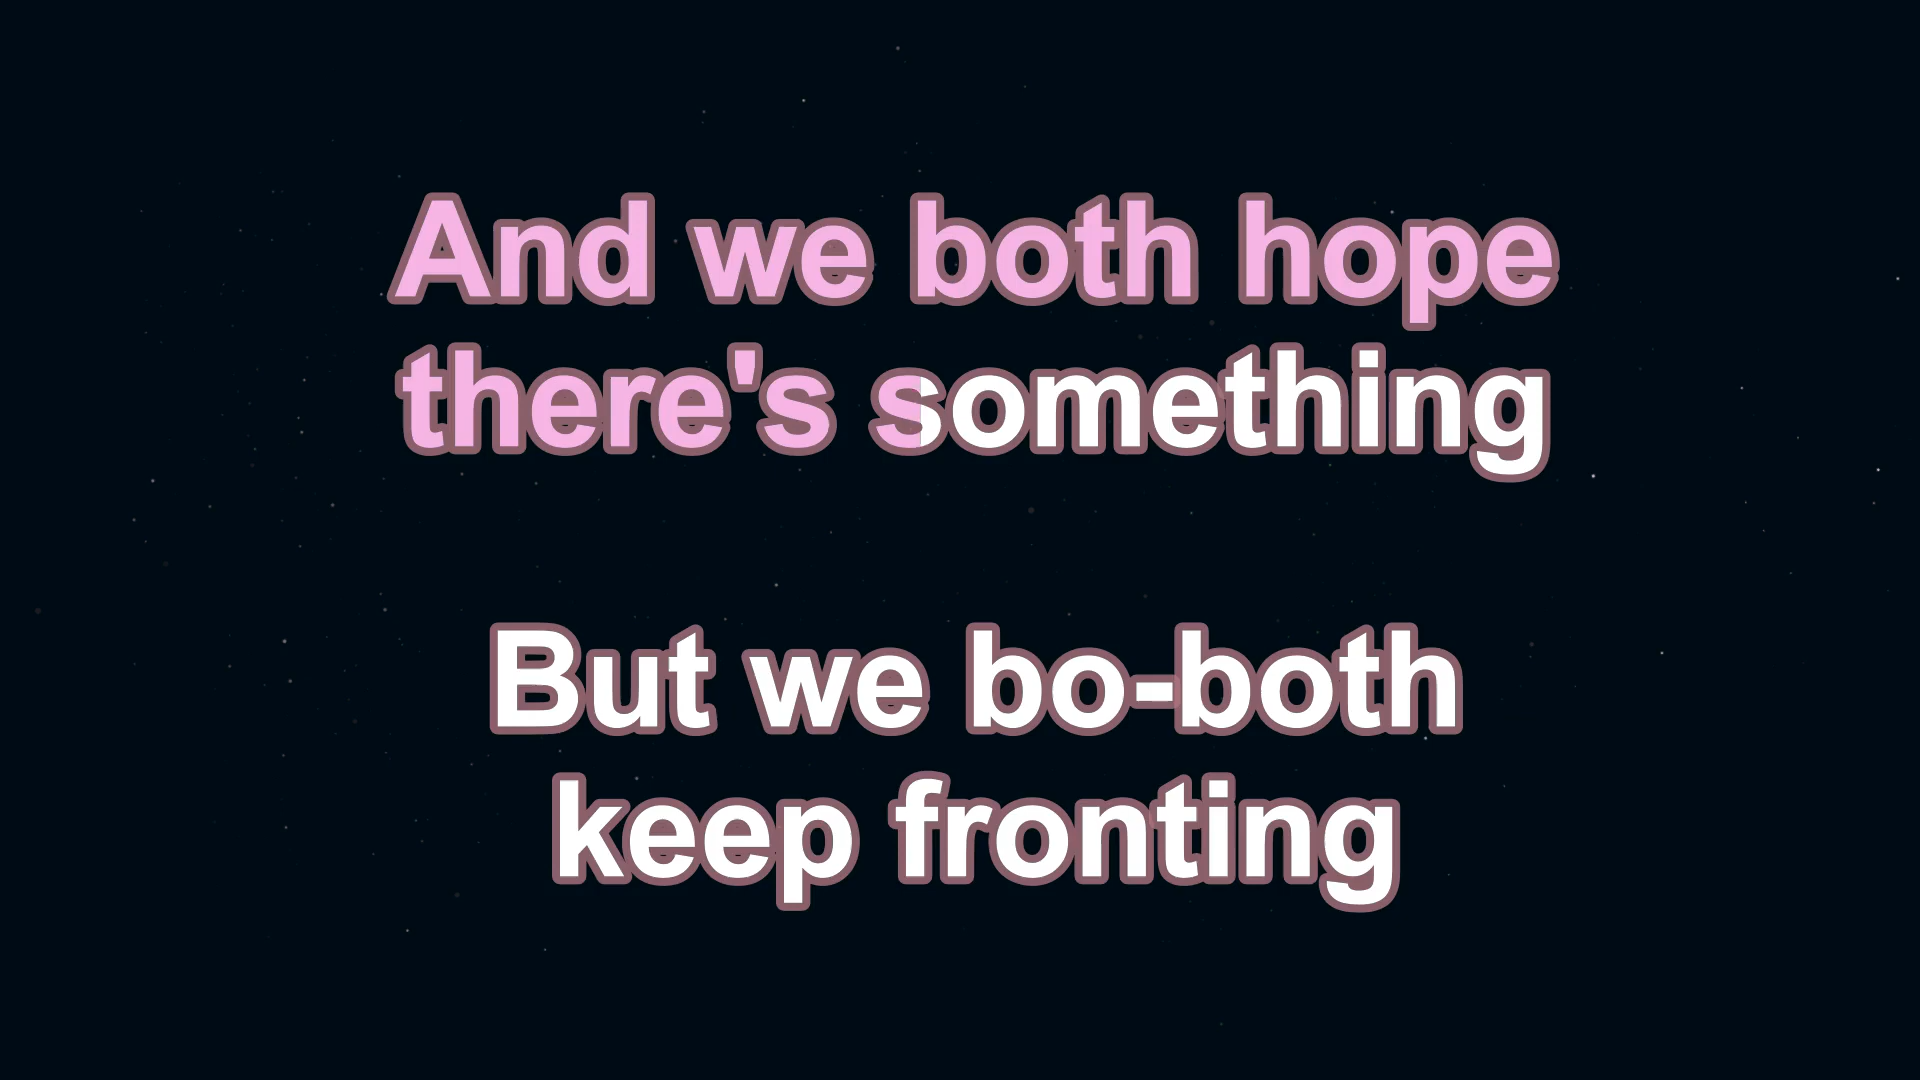 And we both hope
there's something
But we bo-both
keep fronting